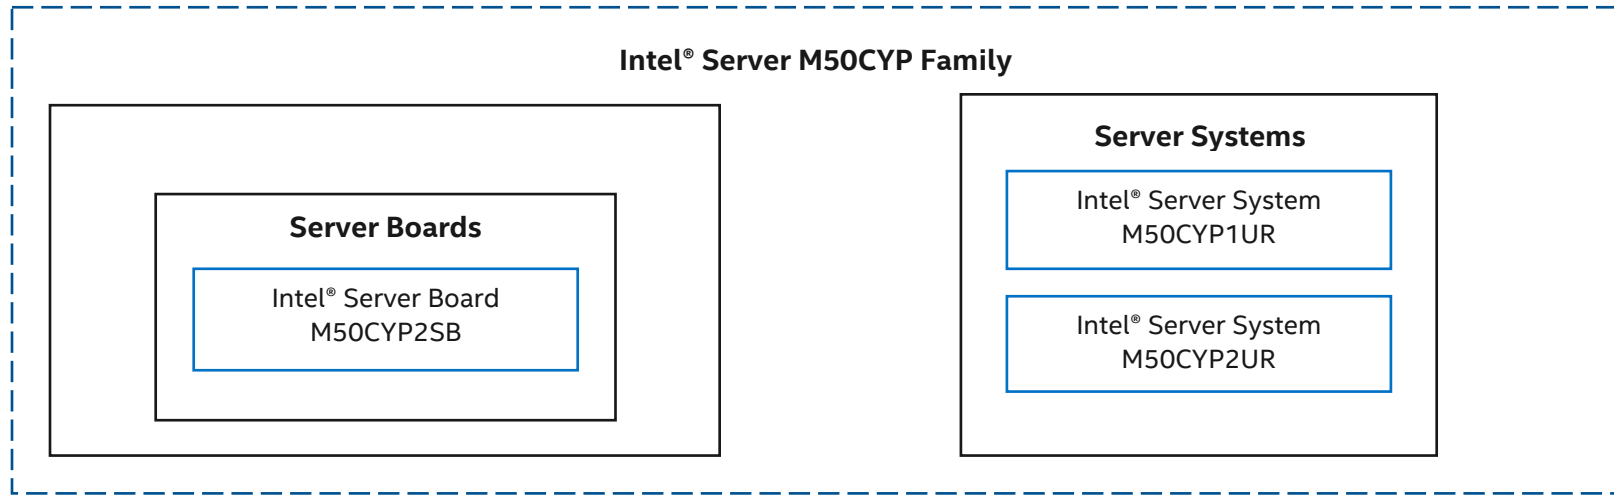 Intel® Server M50CYP Family
Server Boards
Intel® Server Board
M50CYP2SB
Server Systems
Intel® Server System
M50CYP1UR
Intel® Server System
M50CYP2UR